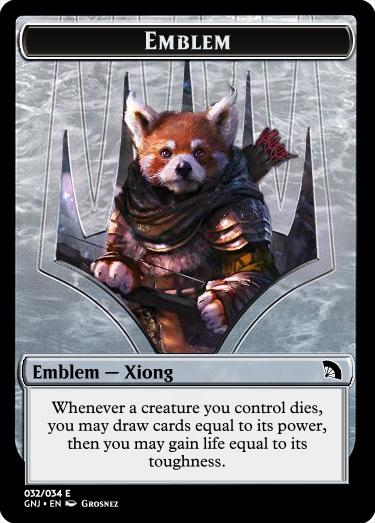 EMBLEM
Emblem — Xiong
Whenever a creature you control dies,
you may draw cards equal to its power,
then you may gain life equal to its
toughness.
032/034 E
GNJ • EN GROSNEZ